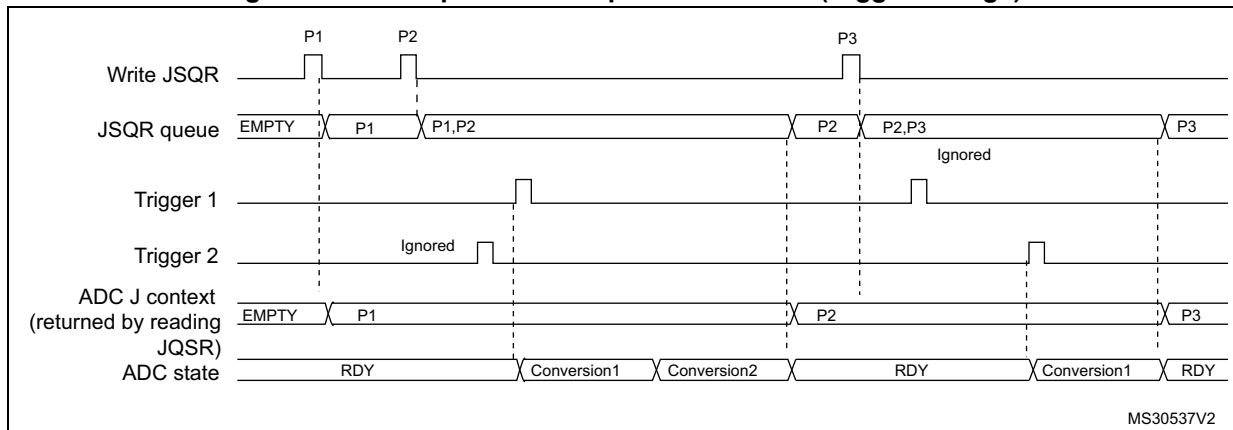 P1 P2 P3
Write JSQR
JSQR queue EMPTY P1 P1,P2 P2 P2,P3 P3
Ignored
Trigger 1
Ignored
Trigger 2
ADC J context
(returned by reading EMPTY P1 P2 P3
JQSR)
ADC state RDY Conversion1 Conversion2 RDY Conversion1 RDY
MS30537V2